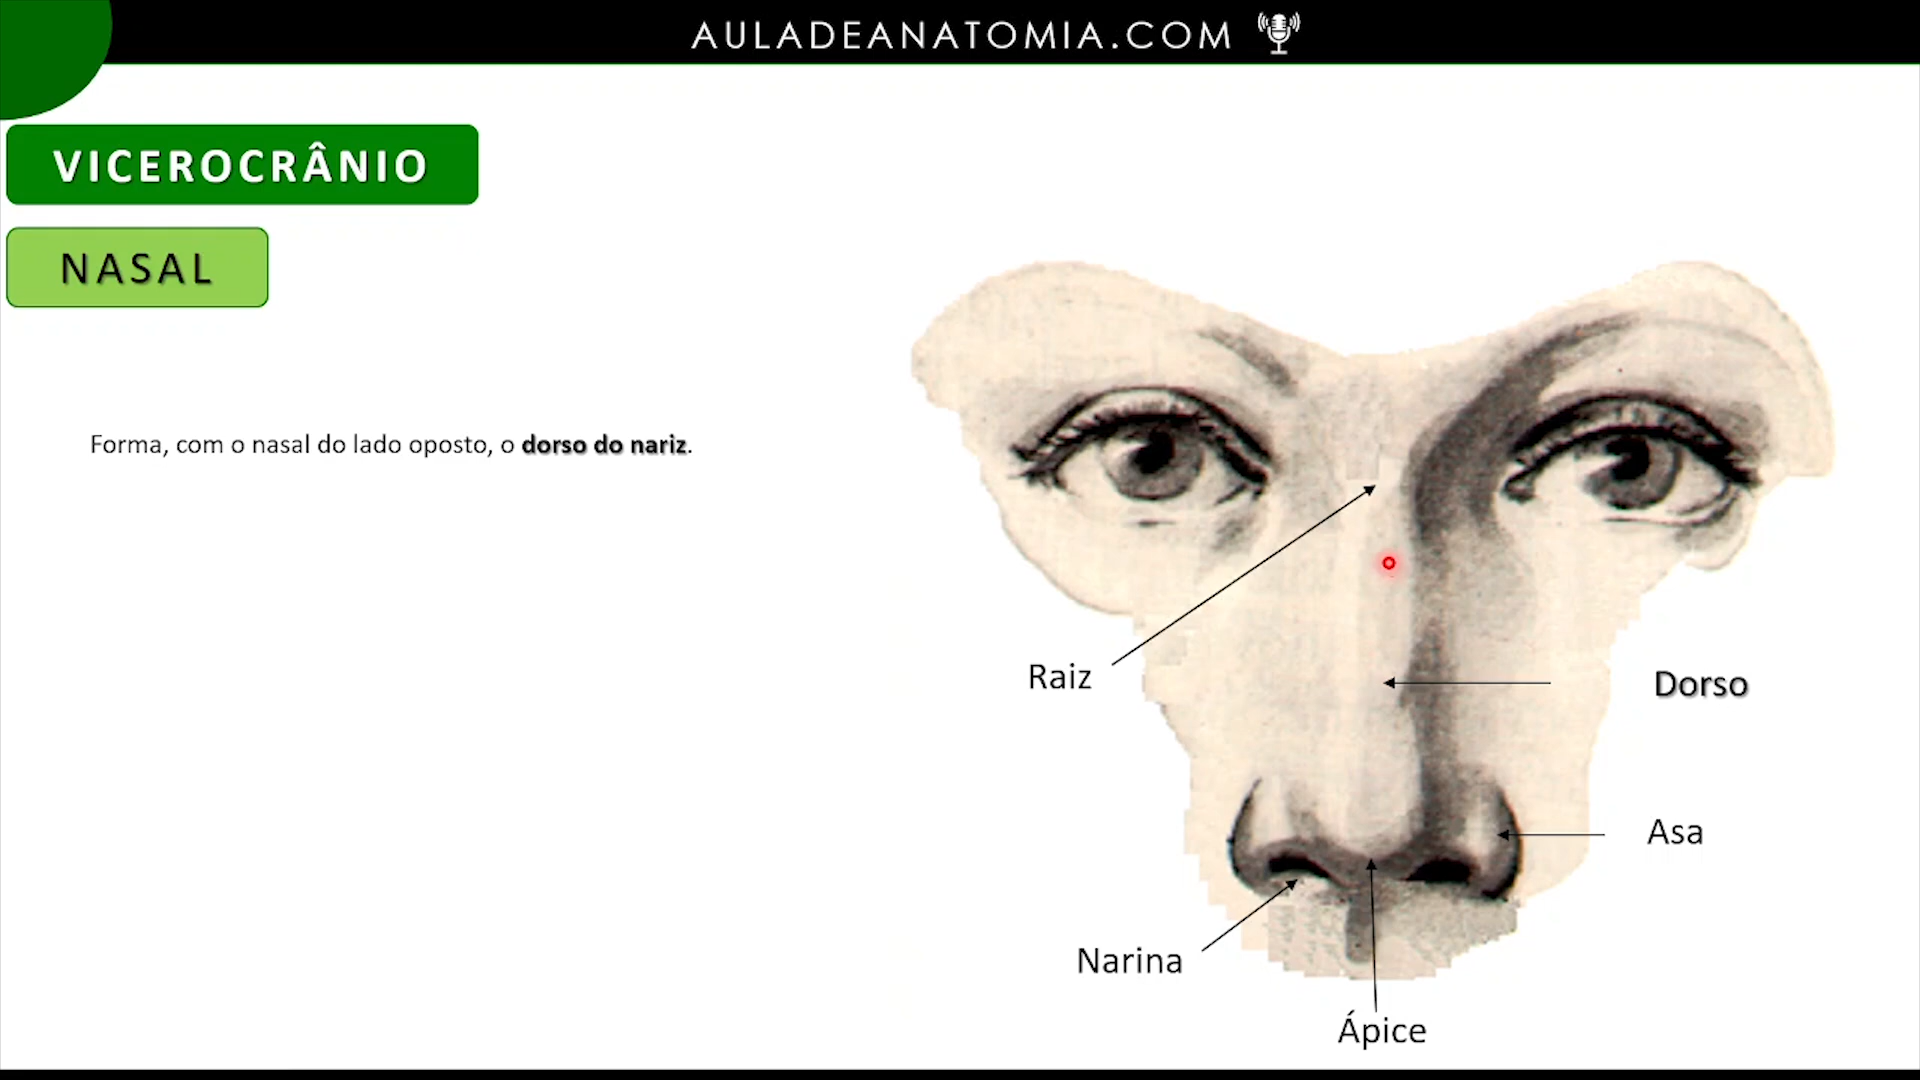 AULADEANATOMIA.COM
VICEROCRÂNIO
NASAL
Forma, com o nasal do lado oposto, o dorso do nariz.
Raiz
Dorso
Asa
Narina
Ápice